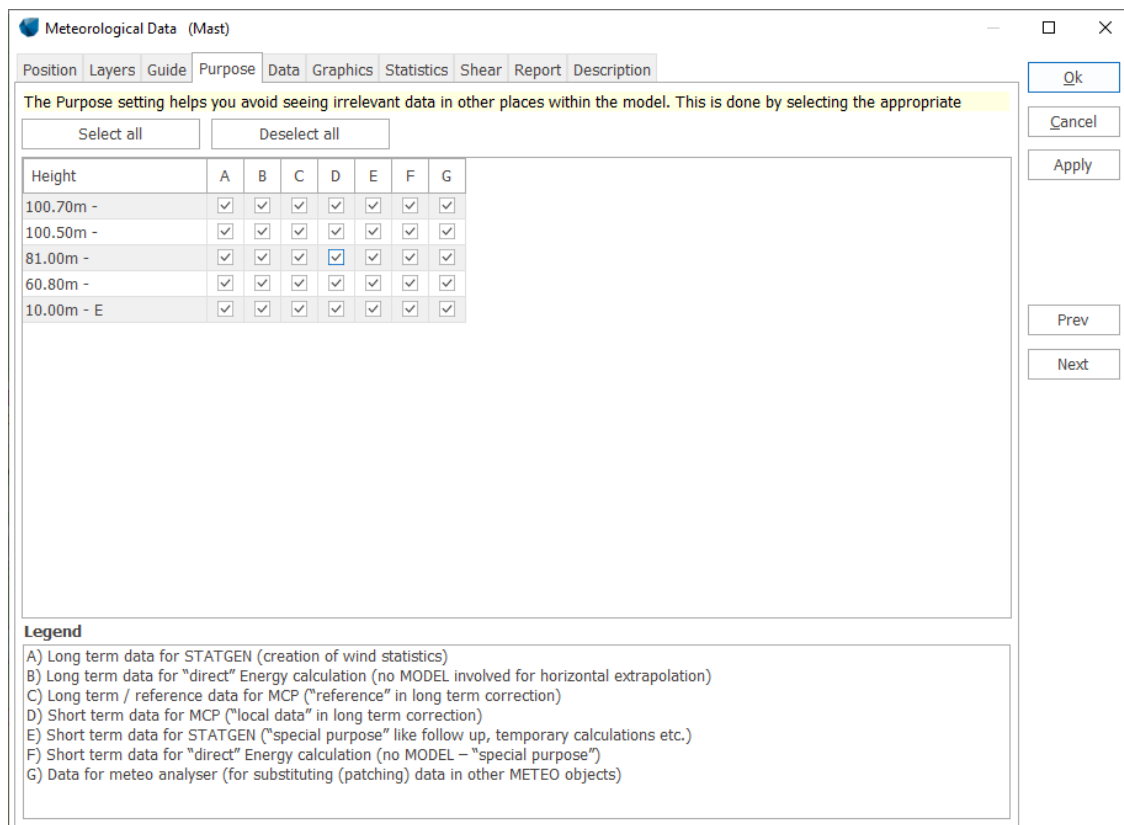 Meteorological Data (Mast)
Position Layers Guide Purpose Data Graphics Statistics Shear Report Description
Ok
The Purpose setting helps you avoid seeing irrelevant data in other places within the model. This is done by selecting the appropriate
Cancel
Select all Deselect all
Apply
Height A B C D E F G
100.70m -
100.50m -
81.00m -
60.80m -
10.00m - E
Prev
Next
Legend
A) Long term data for STATGEN (creation of wind statistics)
B) Long term data for “direct” Energy calculation (no MODEL involved for horizontal extrapolation)
C) Long term / reference data for MCP (“reference” in long term correction)
D) Short term data for MCP (“local data” in long term correction)
E) Short term data for STATGEN (“special purpose” like follow up, temporary calculations etc.)
F) Short term data for “direct” Energy calculation (no MODEL – “special purpose”)
G) Data for meteo analyser (for substituting (patching) data in other METEO objects)